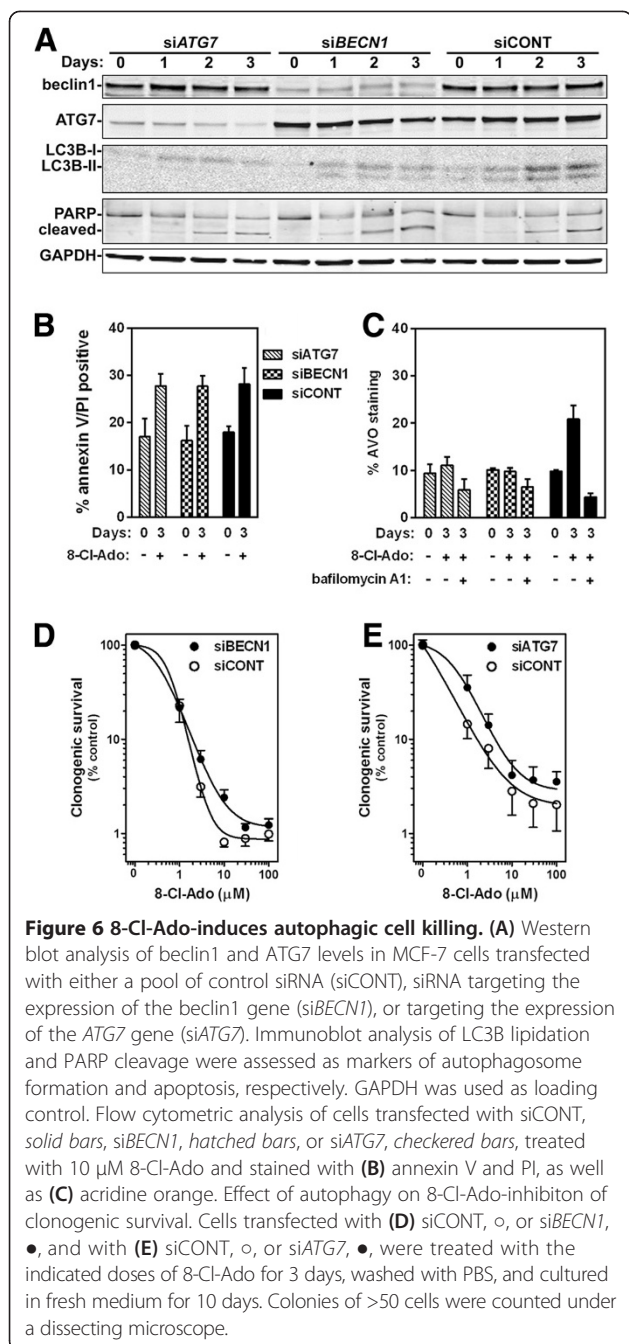 A
siATG7 siBECN1 siCONT
Days: 0 1 2 3 0 1 2 3 0 1 2 3
beclin1-
ATG7-
LC3B-I-
LC3B-II-
PARP
cleaved-
GAPDH-
B
% annexin V/PI positive
40
30
20
10
0
siATG7
siBECN1
siCONT
Days: 0 3 0 3 0 3
8-Cl-Ado: - + - + - +
C
% AVO staining
40
30
20
10
0
Days: 0 3 3 0 3 3 0 3 3
8-Cl-Ado: - + + - + + - + +
bafilomycin A1: - - + - - + - - +
D
Clonogenic survival
(% control)
100
10
1
siBECN1
siCONT
0 1 10 100
8-Cl-Ado (µM)
E
Clonogenic survival
(% control)
100
10
1
siATG7
siCONT
0 1 10 100
8-Cl-Ado (µM)
Figure 6 8-Cl-Ado-induces autophagic cell killing. (A) Western
blot analysis of beclin1 and ATG7 levels in MCF-7 cells transfected
with either a pool of control siRNA (siCONT), siRNA targeting the
expression of the beclin1 gene (siBECN1), or targeting the expression
of the ATG7 gene (siATG7). Immunoblot analysis of LC3B lipidation
and PARP cleavage were assessed as markers of autophagosome
formation and apoptosis, respectively. GAPDH was used as loading
control. Flow cytometric analysis of cells transfected with siCONT,
solid bars, siBECN1, hatched bars, or siATG7, checkered bars, treated
with 10 µM 8-Cl-Ado and stained with (B) annexin V and PI, as well
as (C) acridine orange. Effect of autophagy on 8-Cl-Ado-inhibiton of
clonogenic survival. Cells transfected with (D) siCONT, ○, or siBECN1,
●, and with (E) siCONT, ○, or siATG7, ●, were treated with the
indicated doses of 8-Cl-Ado for 3 days, washed with PBS, and cultured
in fresh medium for 10 days. Colonies of >50 cells were counted under
a dissecting microscope.